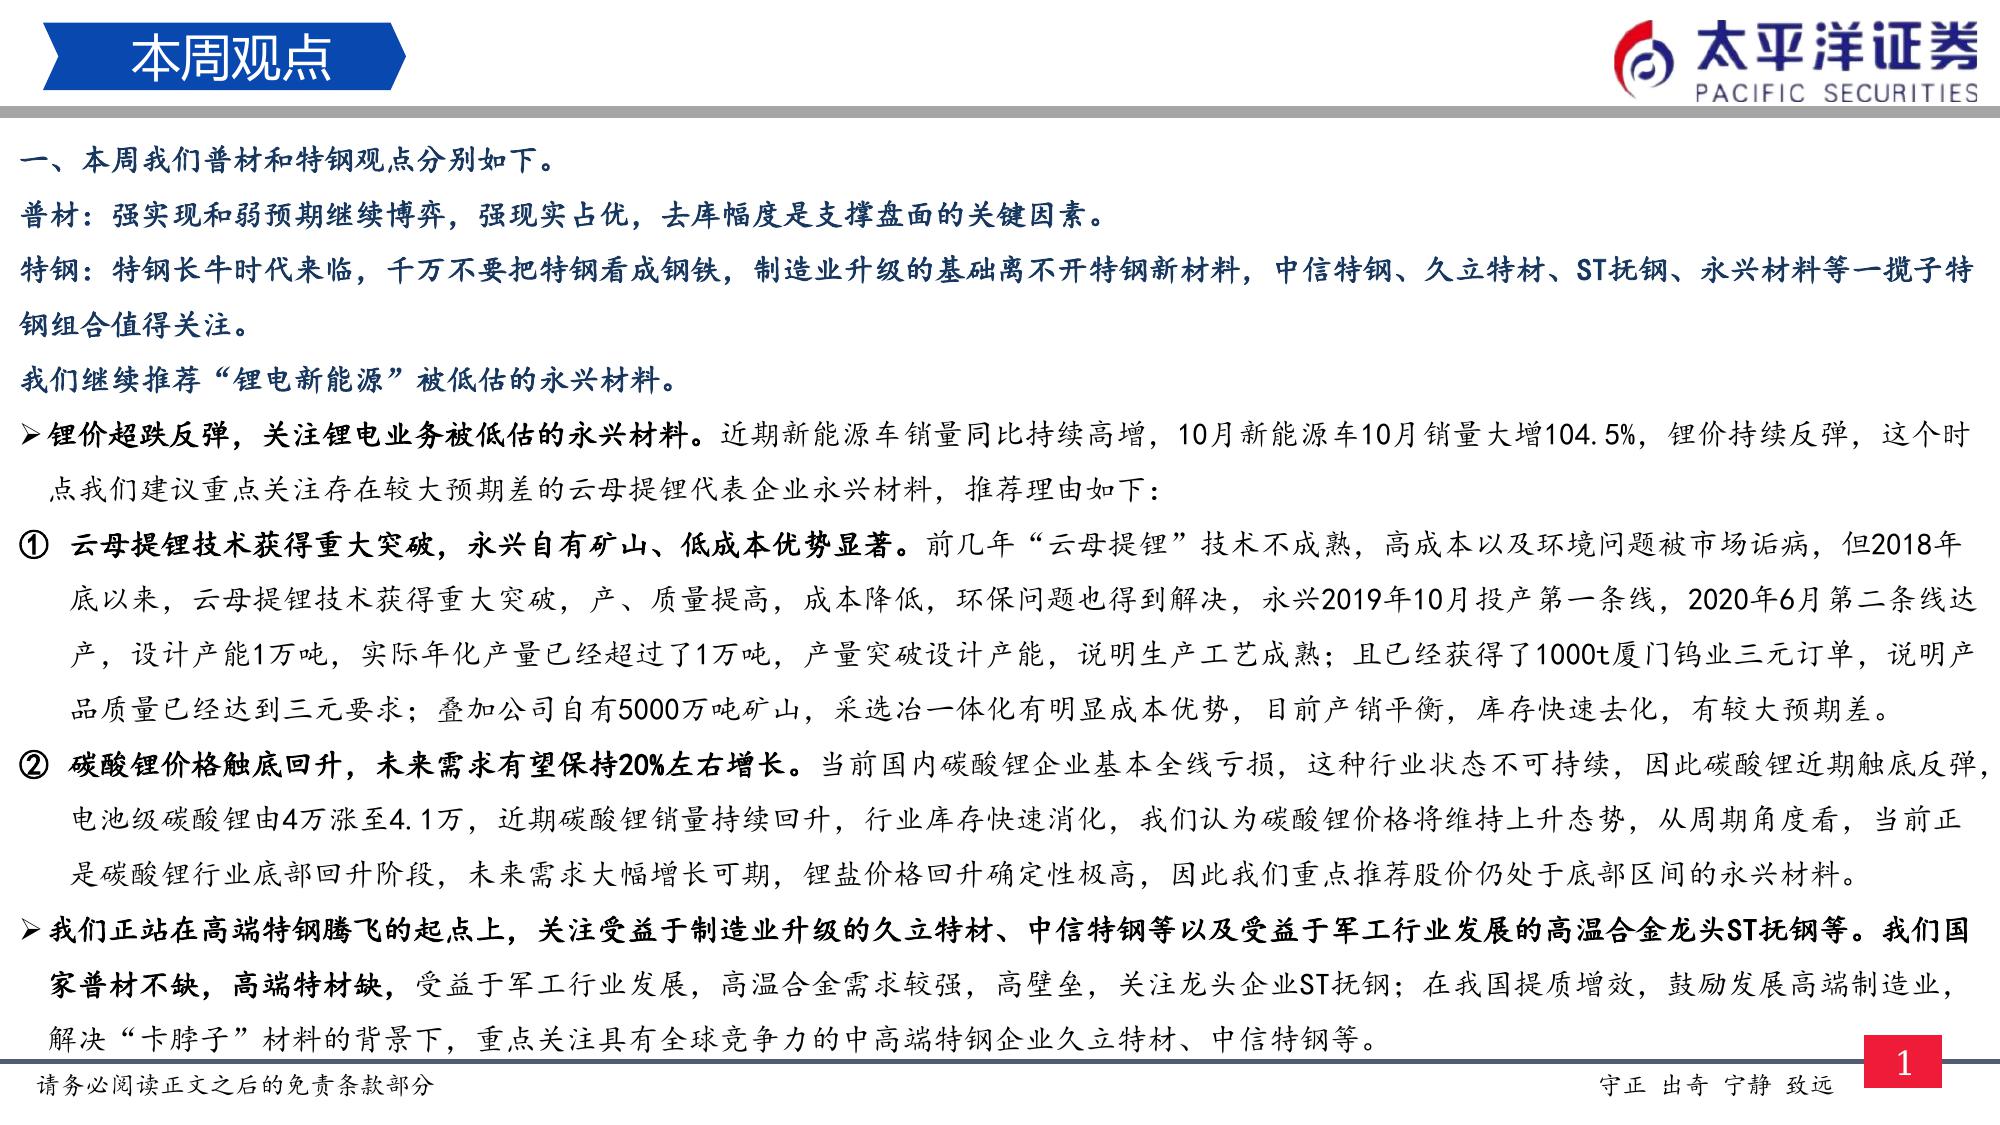 本周观点
太平洋证券
PACIFIC SECURITIES
一、本周我们普材和特钢观点分别如下。
普材：强实现和弱预期继续博弈，强现实占优，去库幅度是支撑盘面的关键因素。
特钢：特钢长牛时代来临，千万不要把特钢看成钢铁，制造业升级的基础离不开特钢新材料，中信特钢、久立特材、ST抚钢、永兴材料等一揽子特
钢组合值得关注。
我们继续推荐“锂电新能源”被低估的永兴材料。
➢锂价超跌反弹，关注锂电业务被低估的永兴材料。近期新能源车销量同比持续高增，10月新能源车10月销量大增104.5%，锂价持续反弹，这个时
点我们建议重点关注存在较大预期差的云母提锂代表企业永兴材料，推荐理由如下：
① 云母提锂技术获得重大突破，永兴自有矿山、低成本优势显著。前几年“云母提锂”技术不成熟，高成本以及环境问题被市场诟病，但2018年
底以来，云母提锂技术获得重大突破，产、质量提高，成本降低，环保问题也得到解决，永兴2019年10月投产第一条线，2020年6月第二条线达
产，设计产能1万吨，实际年化产量已经超过了1万吨，产量突破设计产能，说明生产工艺成熟；且已经获得了1000t厦门钨业三元订单，说明产
品质量已经达到三元要求；叠加公司自有5000万吨矿山，采选冶一体化有明显成本优势，目前产销平衡，库存快速去化，有较大预期差。
② 碳酸锂价格触底回升，未来需求有望保持20%左右增长。当前国内碳酸锂企业基本全线亏损，这种行业状态不可持续，因此碳酸锂近期触底反弹，
电池级碳酸锂由4万涨至4.1万，近期碳酸锂销量持续回升，行业库存快速消化，我们认为碳酸锂价格将维持上升态势，从周期角度看，当前正
是碳酸锂行业底部回升阶段，未来需求大幅增长可期，锂盐价格回升确定性极高，因此我们重点推荐股价仍处于底部区间的永兴材料。
➢我们正站在高端特钢腾飞的起点上，关注受益于制造业升级的久立特材、中信特钢等以及受益于军工行业发展的高温合金龙头ST抚钢等。我们国
家普材不缺，高端特材缺，受益于军工行业发展，高温合金需求较强，高壁垒，关注龙头企业ST抚钢；在我国提质增效，鼓励发展高端制造业，
解决“卡脖子”材料的背景下，重点关注具有全球竞争力的中高端特钢企业久立特材、中信特钢等。
请务必阅读正文之后的免责条款部分
守正 出奇 宁静 致远
1